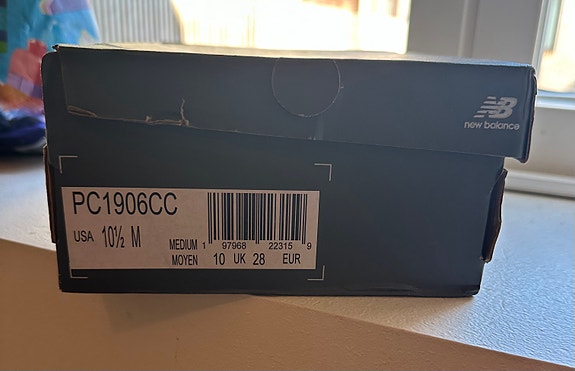 new balance
PC1906CC
USA 10½ M
MEDIUM 1 97968 22315 9
MOYEN 10 UK 28 EUR